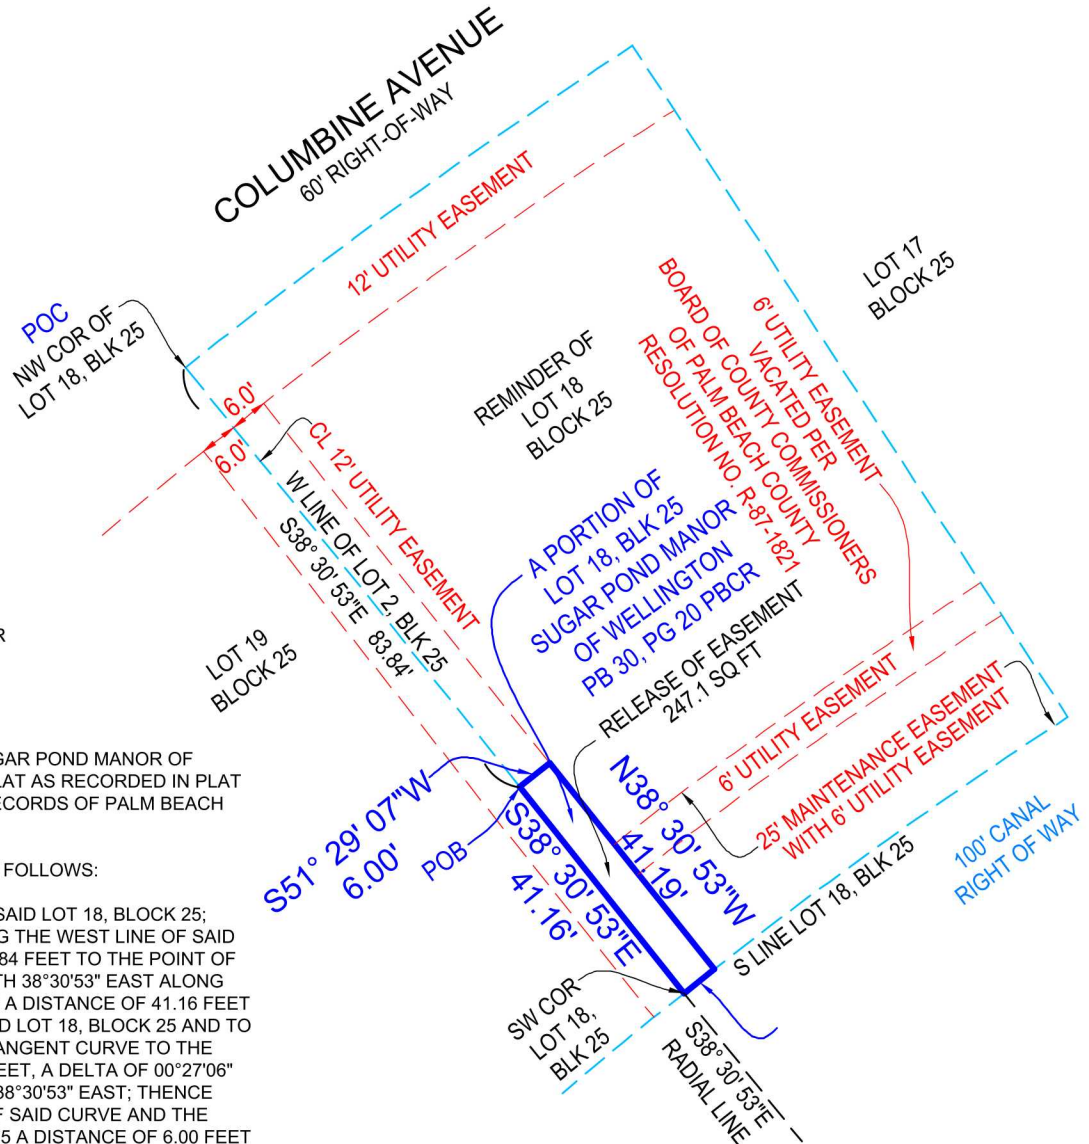 COLUMBINE AVENUE
60' RIGHT-OF-WAY
12' UTILITY EASEMENT
LOT 17
BLOCK 25
POC
NW COR OF
LOT 18, BLK 25
6.0'
6.0'
CL 12' UTILITY EASEMENT
W LINE OF LOT 2, BLK 25
S38° 30' 53"E 83.84'
REMINDER OF
LOT 18
BLOCK 25
6' UTILITY EASEMENT
VACATED PER
BOARD OF COUNTY COMMISSIONERS
OF PALM BEACH COUNTY
RESOLUTION NO. R-87-1821
A PORTION OF
LOT 18, BLK 25
SUGAR POND MANOR
OF WELLINGTON
PB 30, PG 20 PBCR
LOT 19
BLOCK 25
RELEASE OF EASEMENT
247.1 SQ FT
6' UTILITY EASEMENT
25' MAINTENANCE EASEMENT
WITH 6' UTILITY EASEMENT
S51° 29' 07"W
6.00'
POB
S38° 30' 53"E
41.16'
N38° 30' 53"W
41.19'
S LINE LOT 18, BLK 25
100' CANAL
RIGHT OF WAY
SW COR
LOT 18,
BLK 25
S38° 30' 53"E
RADIAL LINE
R
GAR POND MANOR OF
LAT AS RECORDED IN PLAT
ECORDS OF PALM BEACH
FOLLOWS:
SAID LOT 18, BLOCK 25;
G THE WEST LINE OF SAID
84 FEET TO THE POINT OF
TH 38°30'53" EAST ALONG
A DISTANCE OF 41.16 FEET
D LOT 18, BLOCK 25 AND TO
ANGENT CURVE TO THE
EET, A DELTA OF 00°27'06"
38°30'53" EAST; THENCE
F SAID CURVE AND THE
5 A DISTANCE OF 6.00 FEET